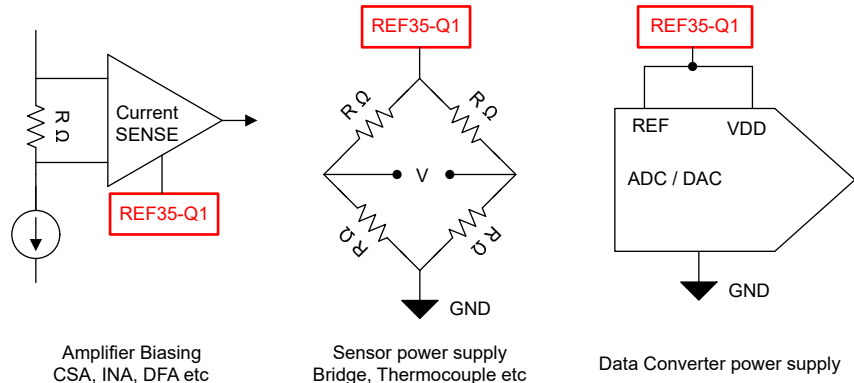 REF35-Q1
REF35-Q1
R Ω
Current
SENSE
REF35-Q1
R Ω
R Ω
V
R Ω
R Ω
GND
REF
VDD
ADC / DAC
GND
Amplifier Biasing
CSA, INA, DFA etc
Sensor power supply
Bridge, Thermocouple etc
Data Converter power supply